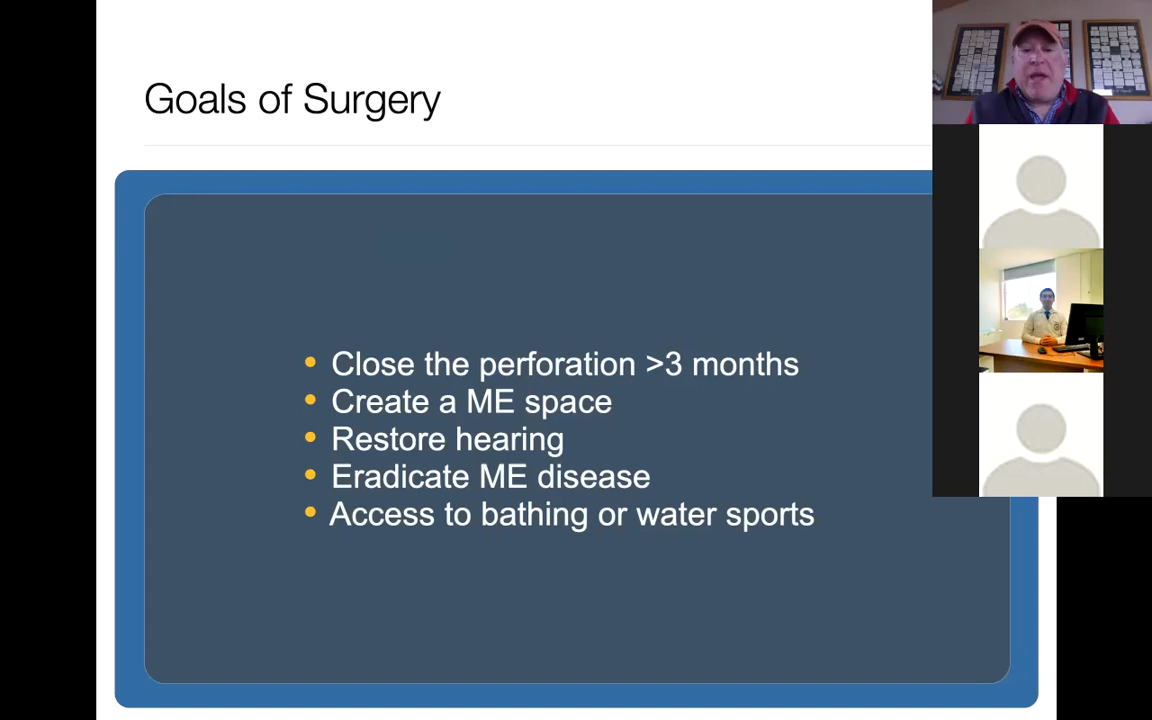 Goals of Surgery
• Close the perforation >3 months
• Create a ME space
• Restore hearing
• Eradicate ME disease
• Access to bathing or water sports